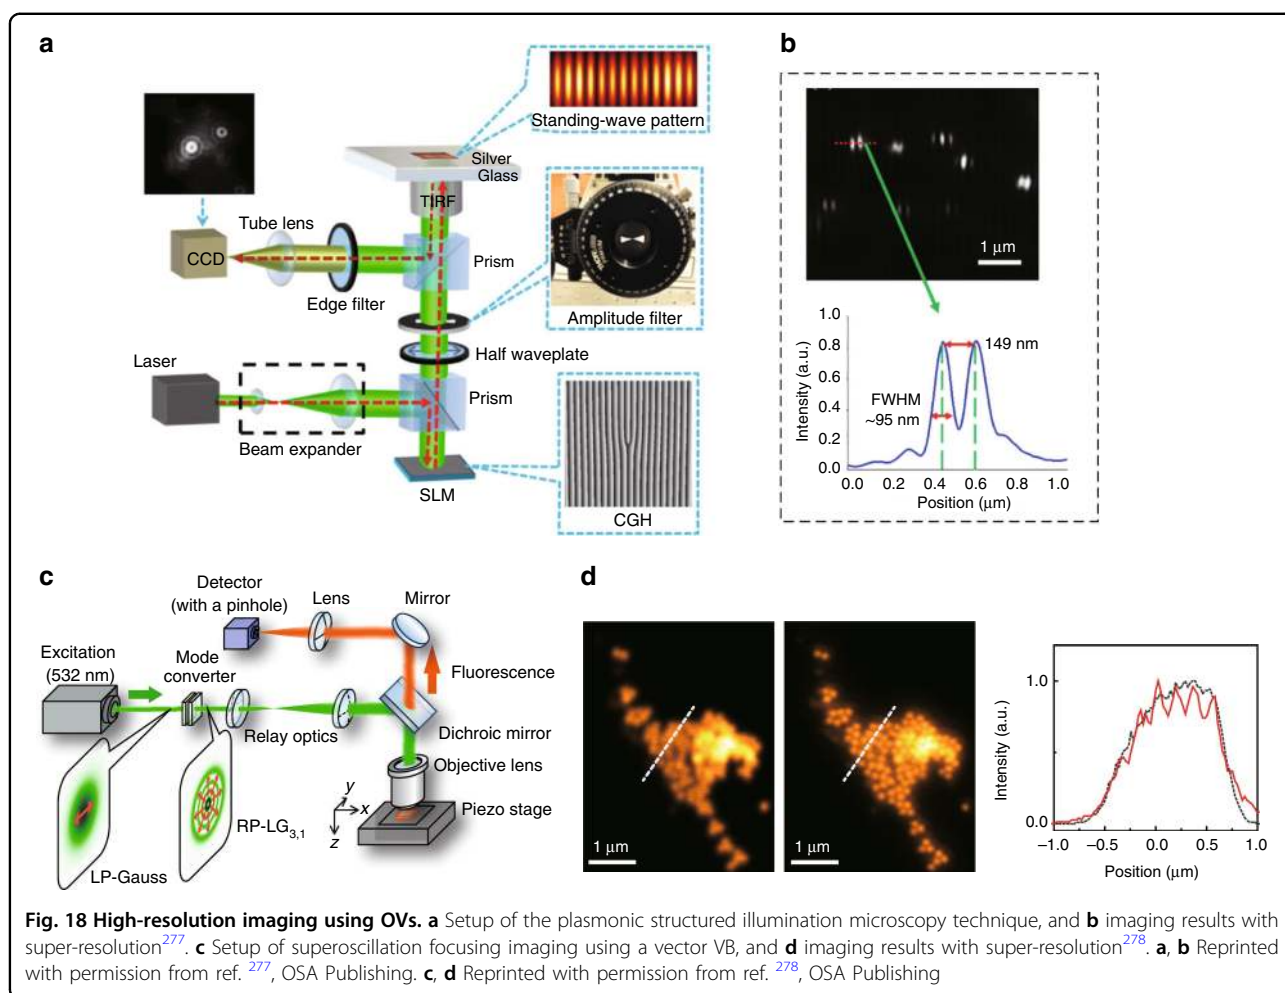 a
Standing-wave pattern
Silver
Glass
TIRF
Tube lens
CCD
Prism
Edge filter
Amplitude filter
Half waveplate
Laser
Prism
Beam expander
SLM
CGH
b
1 μm
1.0
0.8
0.6
0.4
0.2
0.0
Intensity (a.u.)
149 nm
FWHM
~95 nm
0.0 0.2 0.4 0.6 0.8 1.0
Position (μm)
c
Detector
(with a pinhole)
Lens
Mirror
Excitation
(532 nm)
Mode
converter
Fluorescence
Relay optics
Dichroic mirror
Objective lens
y
x
z
Piezo stage
RP-LG3,1
LP-Gauss
d
1 μm
1 μm
1.0
0.0
Intensity (a.u.)
–1.0 –0.5 0.0 0.5 1.0
Position (μm)
Fig. 18 High-resolution imaging using OVs. a Setup of the plasmonic structured illumination microscopy technique, and b imaging results with
super-resolution277. c Setup of superoscillation focusing imaging using a vector VB, and d imaging results with super-resolution278. a, b Reprinted
with permission from ref. 277, OSA Publishing. c, d Reprinted with permission from ref. 278, OSA Publishing